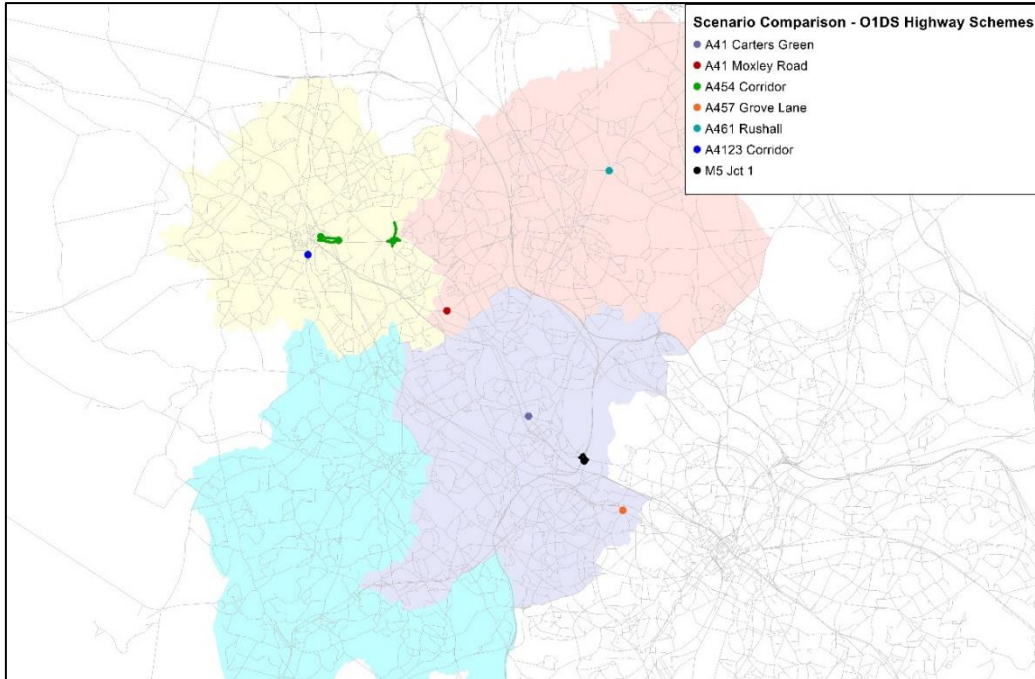 Scenario Comparison - O1DS Highway Schemes
A41 Carters Green
A41 Moxley Road
A454 Corridor
A457 Grove Lane
A461 Rushall
A4123 Corridor
M5 Jct 1